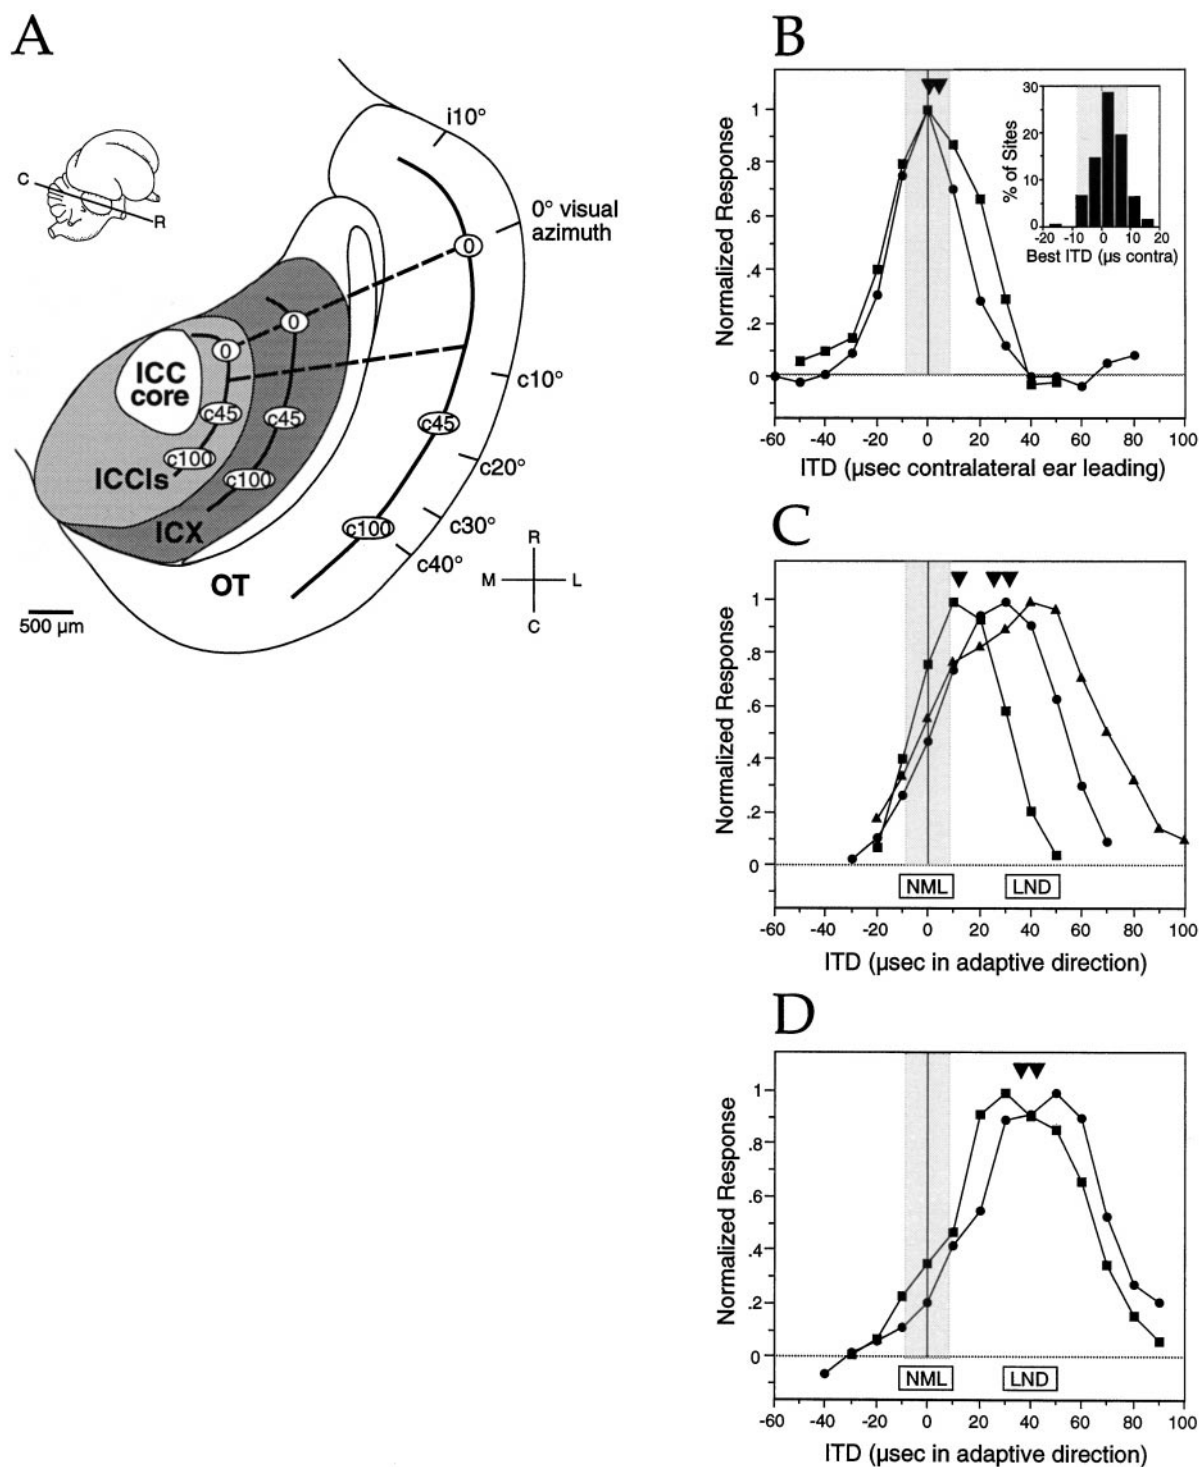 A
C
R
i10°
0° visual
azimuth
0
0
0
ICC
core
c10°
c45
c45
c45
c100
ICCls
c100
c20°
ICX
c100
c30°
c40°
OT
R
M
L
C
500 µm
B
Normalized Response
1
.8
.6
.4
.2
0
-60 -40 -20 0 20 40 60 80 100
ITD (µsec contralateral ear leading)
% of Sites
30
20
10
0
-20 -10 0 10 20
Best ITD (µs contra)
C
Normalized Response
1
.8
.6
.4
.2
0
NML
LND
-60 -40 -20 0 20 40 60 80 100
ITD (µsec in adaptive direction)
D
Normalized Response
1
.8
.6
.4
.2
0
NML
LND
-60 -40 -20 0 20 40 60 80 100
ITD (µsec in adaptive direction)